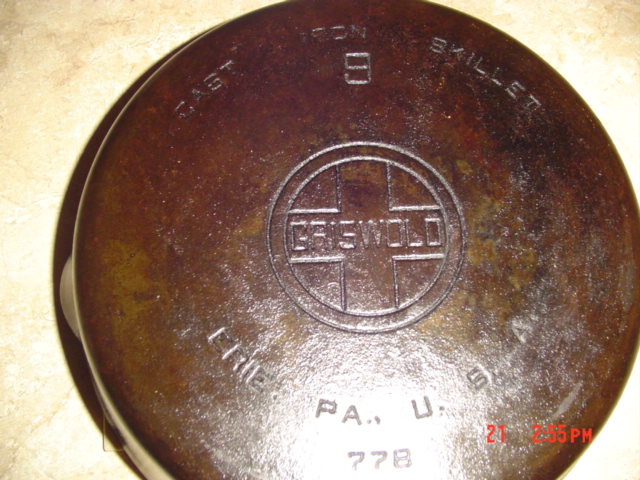 CAST IRON SKILLET
9
GRISWOLD
ERIE, PA., U. S. A.
778
21 2:55PM